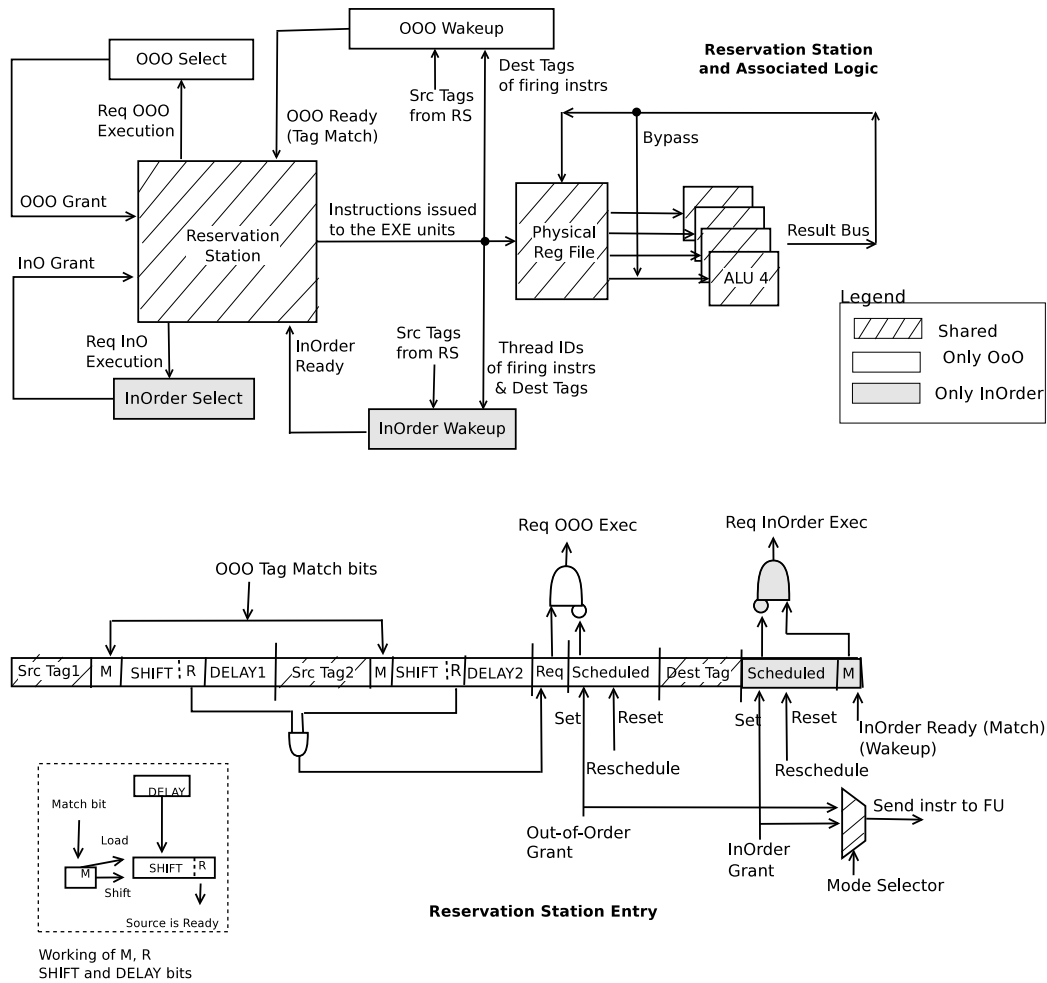 OOO Wakeup
OOO Select
Reservation Station
and Associated Logic
Dest Tags
of firing instrs
Src Tags
from RS
Req OOO
Execution
OOO Ready
(Tag Match)
Bypass
OOO Grant
Instructions issued
to the EXE units
Reservation
Station
Physical
Reg File
Result Bus
InO Grant
ALU 4
Legend
Shared
Only OoO
Only InOrder
Req InO
Execution
InOrder
Ready
Src Tags
from RS
Thread IDs
of firing instrs
& Dest Tags
InOrder Select
InOrder Wakeup
Req OOO Exec
Req InOrder Exec
OOO Tag Match bits
Src Tag1 M SHIFT R DELAY1 Src Tag2 M SHIFT R DELAY2 Req Scheduled Dest Tag Scheduled M
Set Reset
Set Reset
InOrder Ready (Match)
(Wakeup)
Reschedule
Reschedule
DELAY
Match bit
Load
M
SHIFT R
Shift
Source is Ready
Out-of-Order
Grant
InOrder
Grant
Send instr to FU
Mode Selector
Reservation Station Entry
Working of M, R
SHIFT and DELAY bits